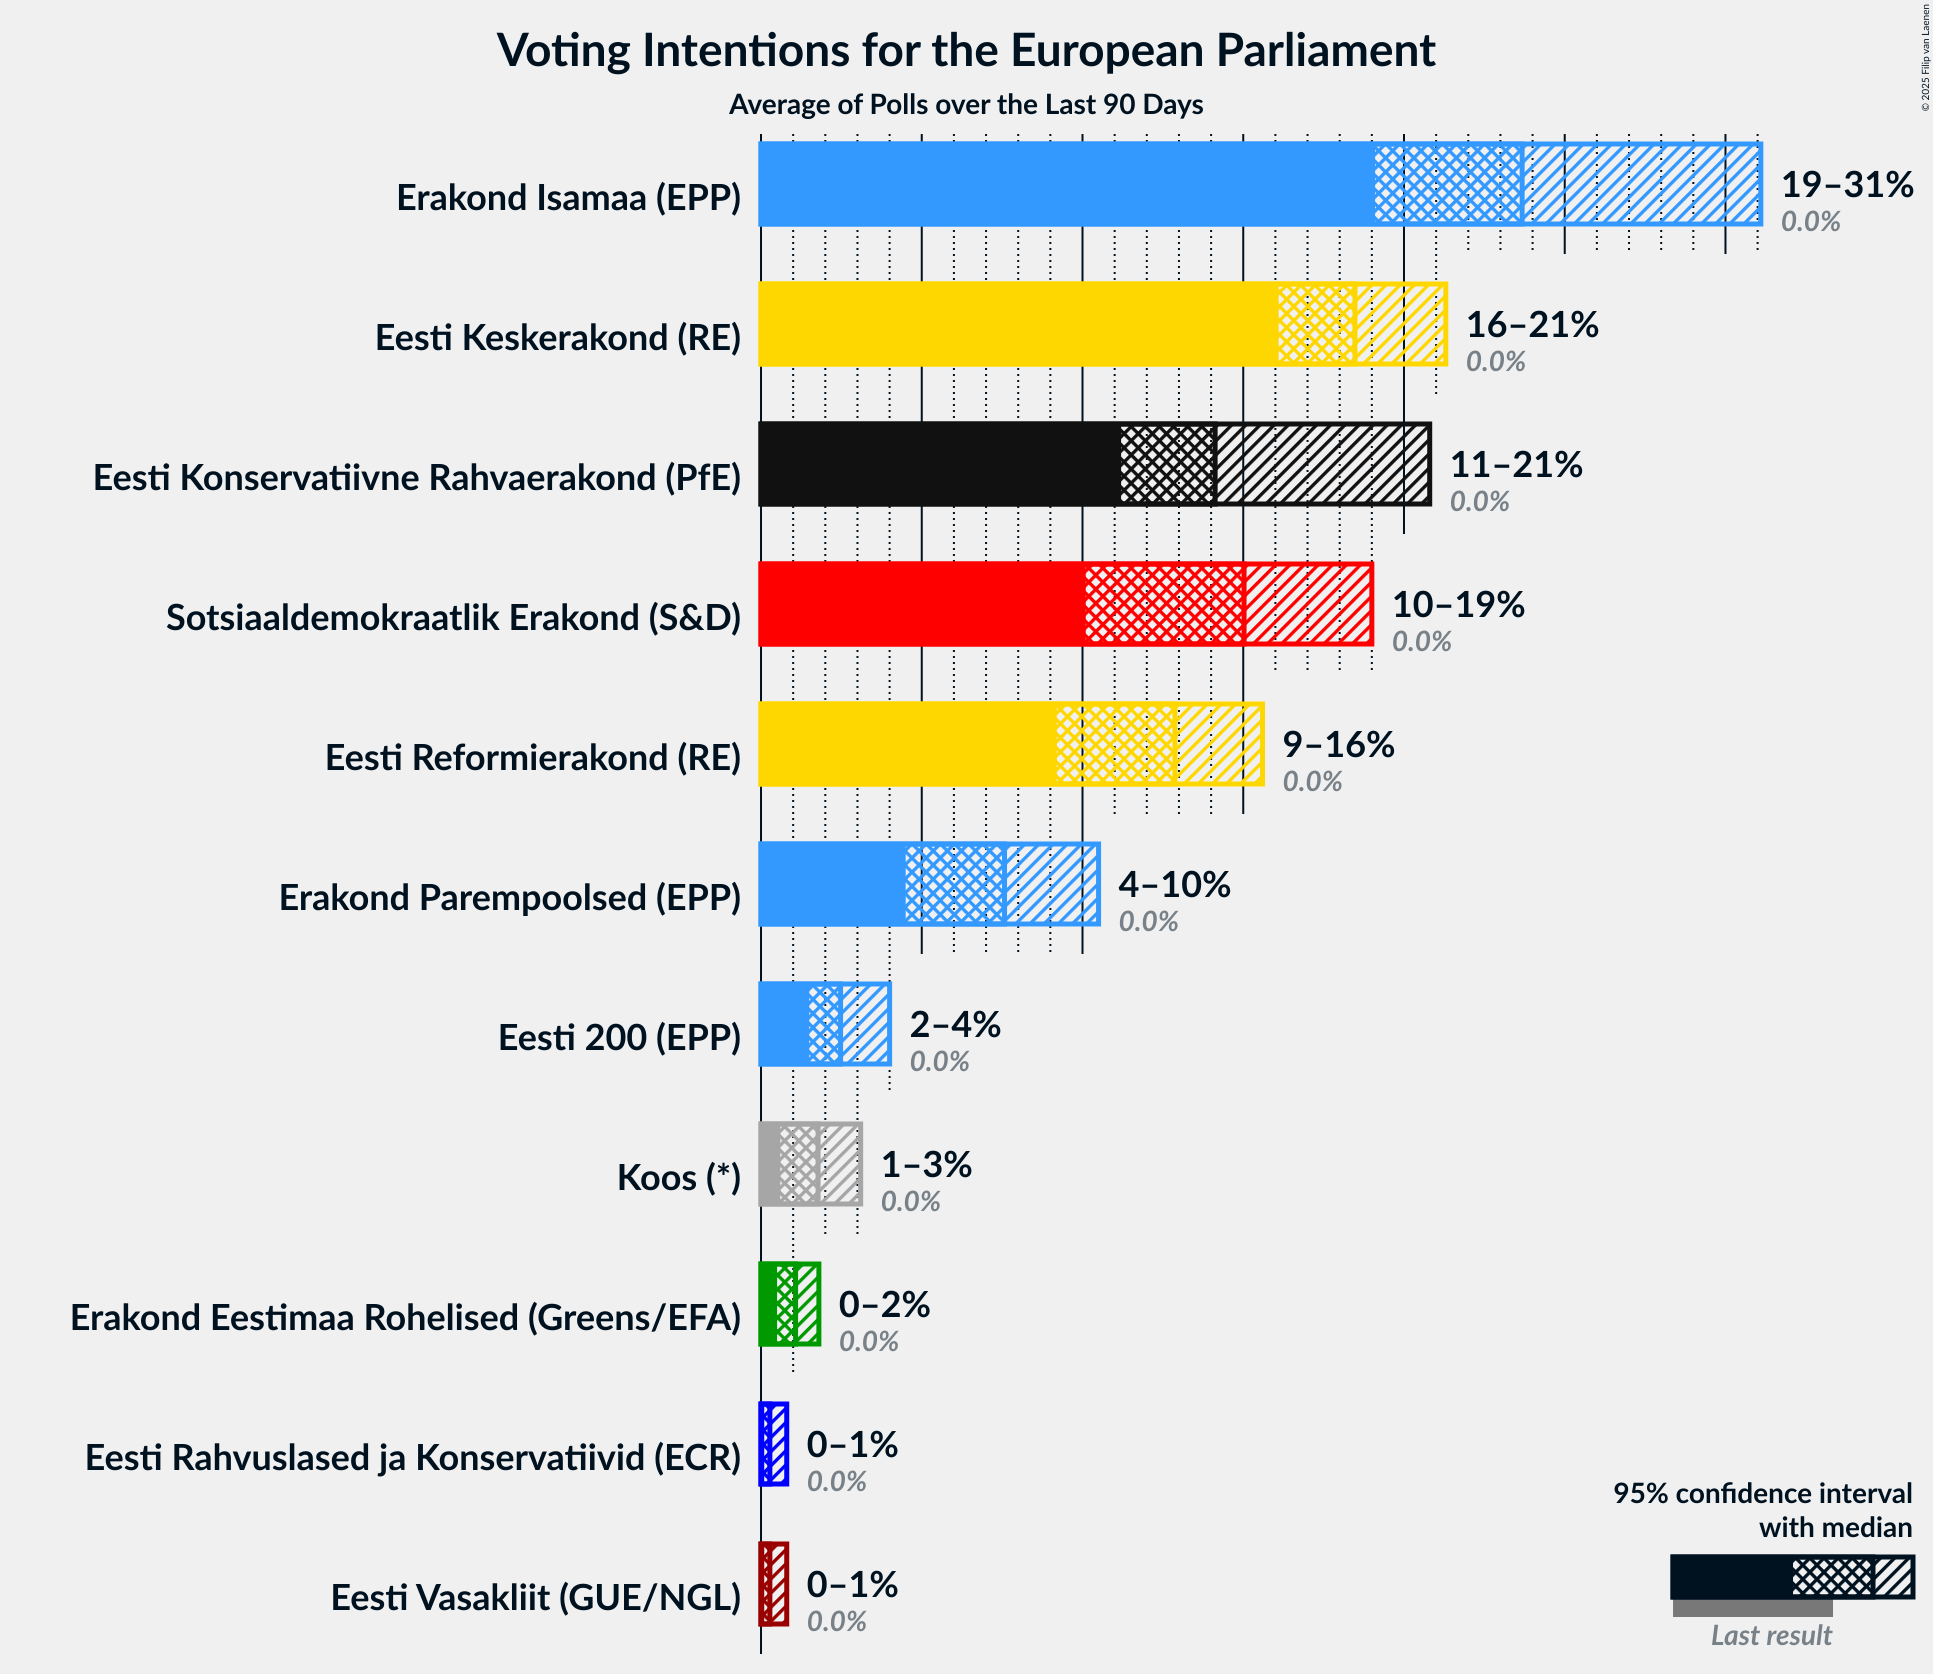 Voting Intentions for the European Parliament
Average of Polls over the Last 90 Days
© 2025 Filip van Laenen
Erakond Isamaa (EPP)
19–31%
0.0%
Eesti Keskerakond (RE)
16–21%
0.0%
Eesti Konservatiivne Rahvaerakond (PfE)
11–21%
0.0%
Sotsiaaldemokraatlik Erakond (S&D)
10–19%
0.0%
Eesti Reformierakond (RE)
9–16%
0.0%
Erakond Parempoolsed (EPP)
4–10%
0.0%
Eesti 200 (EPP)
2–4%
0.0%
Koos (*)
1–3%
0.0%
Erakond Eestimaa Rohelised (Greens/EFA)
0–2%
0.0%
Eesti Rahvuslased ja Konservatiivid (ECR)
0–1%
0.0%
Eesti Vasakliit (GUE/NGL)
0–1%
0.0%
95% confidence interval
with median
Last result